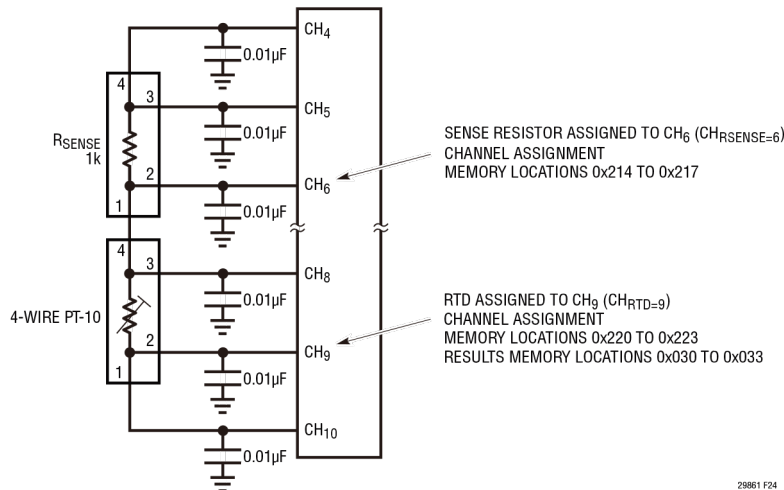 CH4
0.01µF
4
3
CH5
RSENSE
1k
0.01µF
2
CH6
1
0.01µF
SENSE RESISTOR ASSIGNED TO CH6 (CHRSENSE=6)
CHANNEL ASSIGNMENT
MEMORY LOCATIONS 0x214 TO 0x217
4
3
CH8
4-WIRE PT-10
0.01µF
2
CH9
1
0.01µF
RTD ASSIGNED TO CH9 (CHRTD=9)
CHANNEL ASSIGNMENT
MEMORY LOCATIONS 0x220 TO 0x223
RESULTS MEMORY LOCATIONS 0x030 TO 0x033
CH10
0.01µF
29861 F24